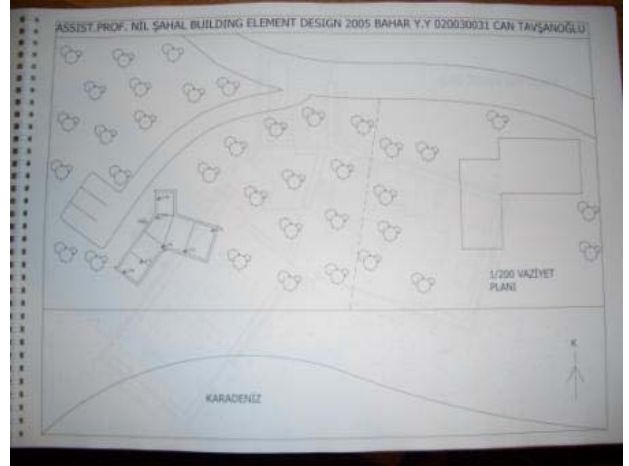 ASSIST.PROF. NİL ŞAHAL BUILDING ELEMENT DESIGN 2005 BAHAR Y.Y 020030031 CAN TAVŞANOĞLU
1/200 VAZİYET
PLANI
K
KARADENİZ